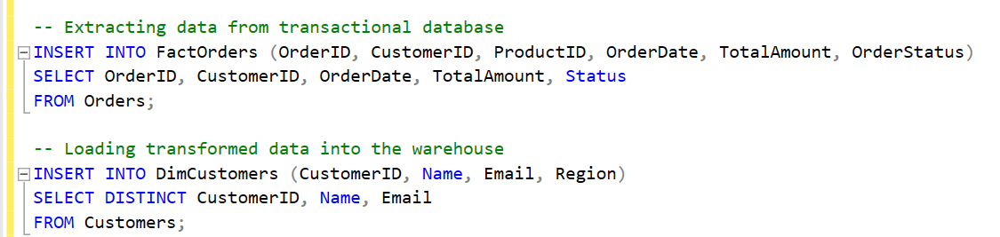 -- Extracting data from transactional database
INSERT INTO FactOrders (OrderID, CustomerID, ProductID, OrderDate, TotalAmount, OrderStatus)
SELECT OrderID, CustomerID, OrderDate, TotalAmount, Status
FROM Orders;
-- Loading transformed data into the warehouse
INSERT INTO DimCustomers (CustomerID, Name, Email, Region)
SELECT DISTINCT CustomerID, Name, Email
FROM Customers;